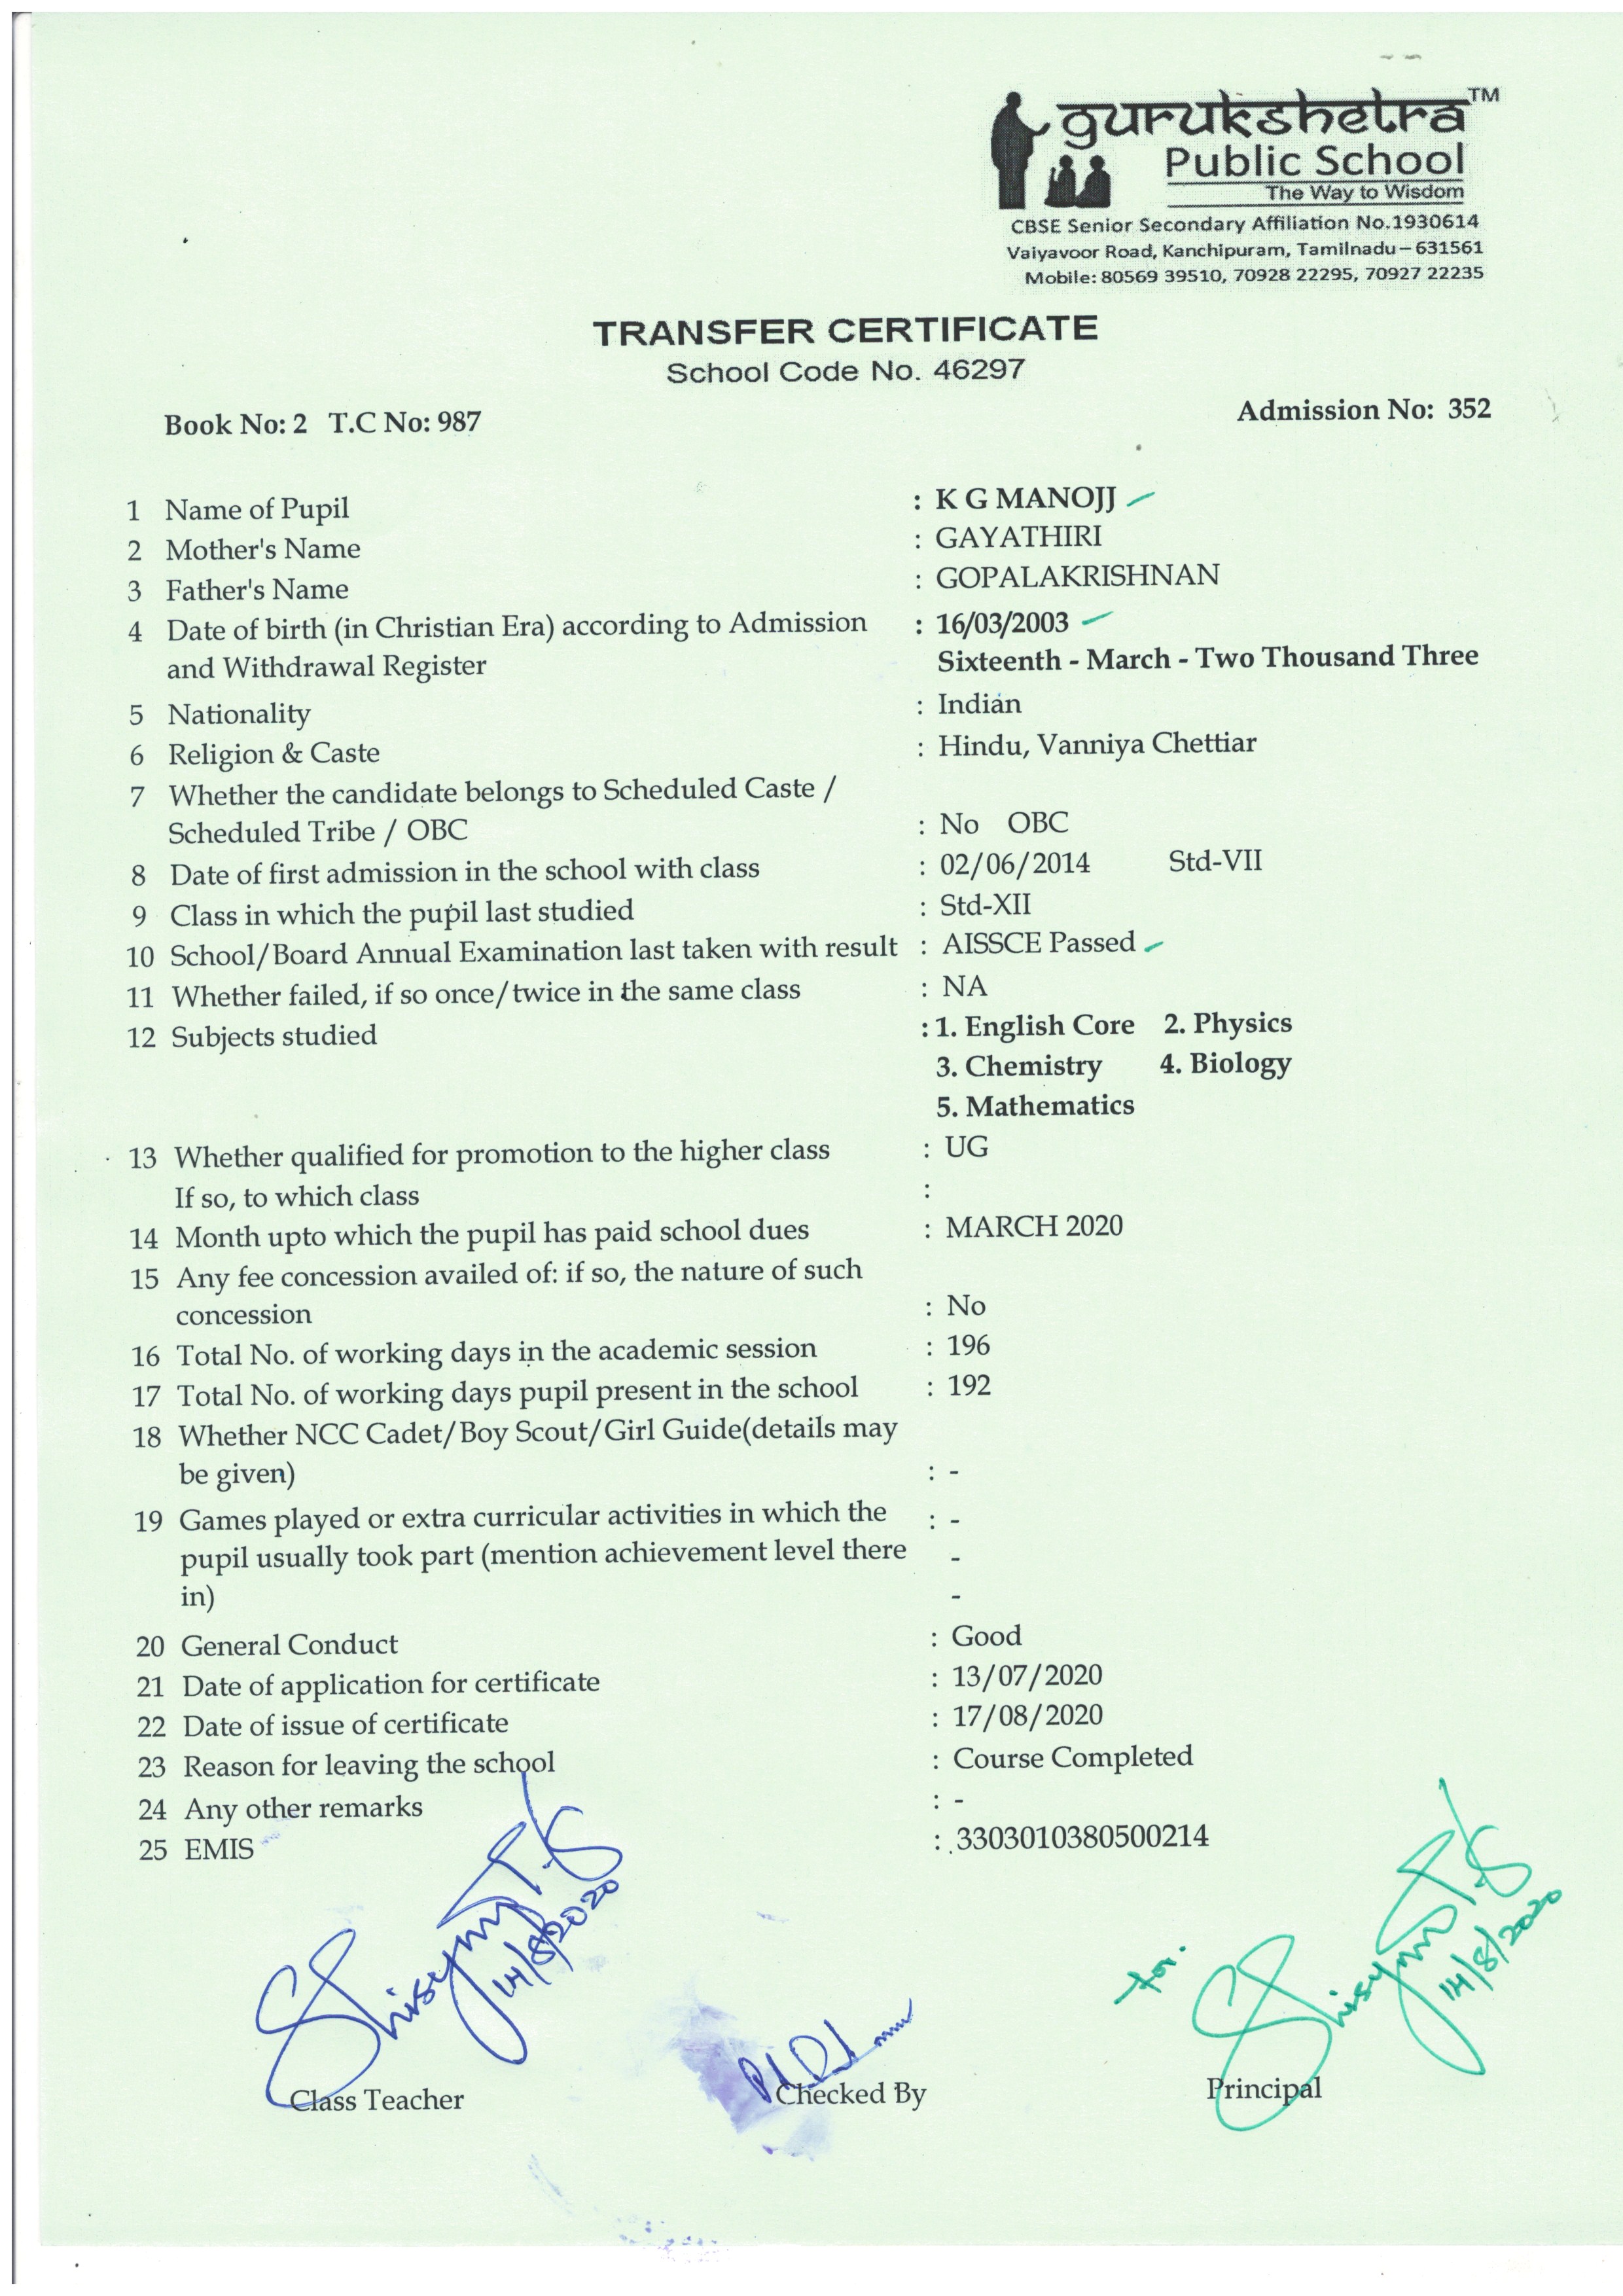 gurukshetra™
Public School
The Way to Wisdom
CBSE Senior Secondary Affiliation No.1930614
Vaiyavoor Road, Kanchipuram, Tamilnadu – 631561
Mobile: 80569 39510, 70928 22295, 70927 22235
TRANSFER CERTIFICATE
School Code No. 46297
Book No: 2 T.C No: 987 Admission No: 352
1 Name of Pupil : K G MANOJJ
2 Mother's Name : GAYATHIRI
3 Father's Name : GOPALAKRISHNAN
4 Date of birth (in Christian Era) according to Admission : 16/03/2003
and Withdrawal Register Sixteenth - March - Two Thousand Three
5 Nationality : Indian
6 Religion & Caste : Hindu, Vanniya Chettiar
7 Whether the candidate belongs to Scheduled Caste /
Scheduled Tribe / OBC : No OBC
8 Date of first admission in the school with class : 02/06/2014 Std-VII
9 Class in which the pupil last studied : Std-XII
10 School/Board Annual Examination last taken with result : AISSCE Passed
11 Whether failed, if so once/twice in the same class : NA
12 Subjects studied : 1. English Core 2. Physics
3. Chemistry 4. Biology
5. Mathematics
13 Whether qualified for promotion to the higher class : UG
If so, to which class :
14 Month upto which the pupil has paid school dues : MARCH 2020
15 Any fee concession availed of: if so, the nature of such
concession : No
16 Total No. of working days in the academic session : 196
17 Total No. of working days pupil present in the school : 192
18 Whether NCC Cadet/Boy Scout/Girl Guide(details may
be given) : -
19 Games played or extra curricular activities in which the : -
pupil usually took part (mention achievement level there -
in) -
20 General Conduct : Good
21 Date of application for certificate : 13/07/2020
22 Date of issue of certificate : 17/08/2020
23 Reason for leaving the school : Course Completed
24 Any other remarks : -
25 EMIS : 3303010380500214
14/8/2020
for.
14/8/2020
Class Teacher Checked By Principal